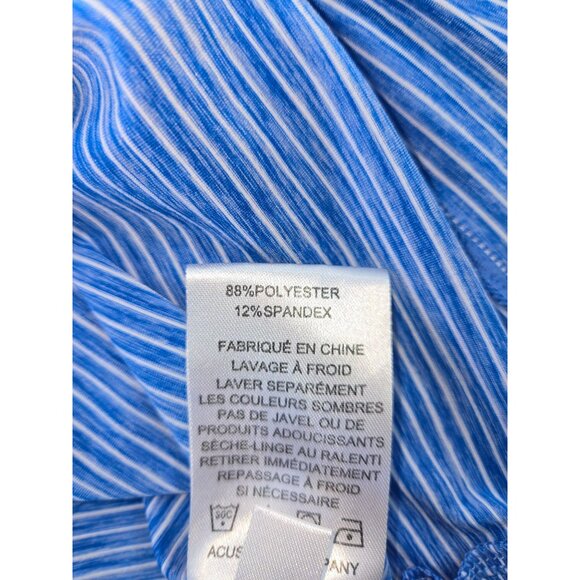 88%POLYESTER
12%SPANDEX
FABRIQUÉ EN CHINE
LAVAGE À FROID
LAVER SEPARÉMENT
LES COULEURS SOMBRES
PAS DE JAVEL OU DE
PRODUITS ADOUCISSANTS
SÈCHE-LINGE AU RALENTI
RETIRER IMMÉDIATEMENT
REPASSAGE À FROID
SI NÉCESSAIRE